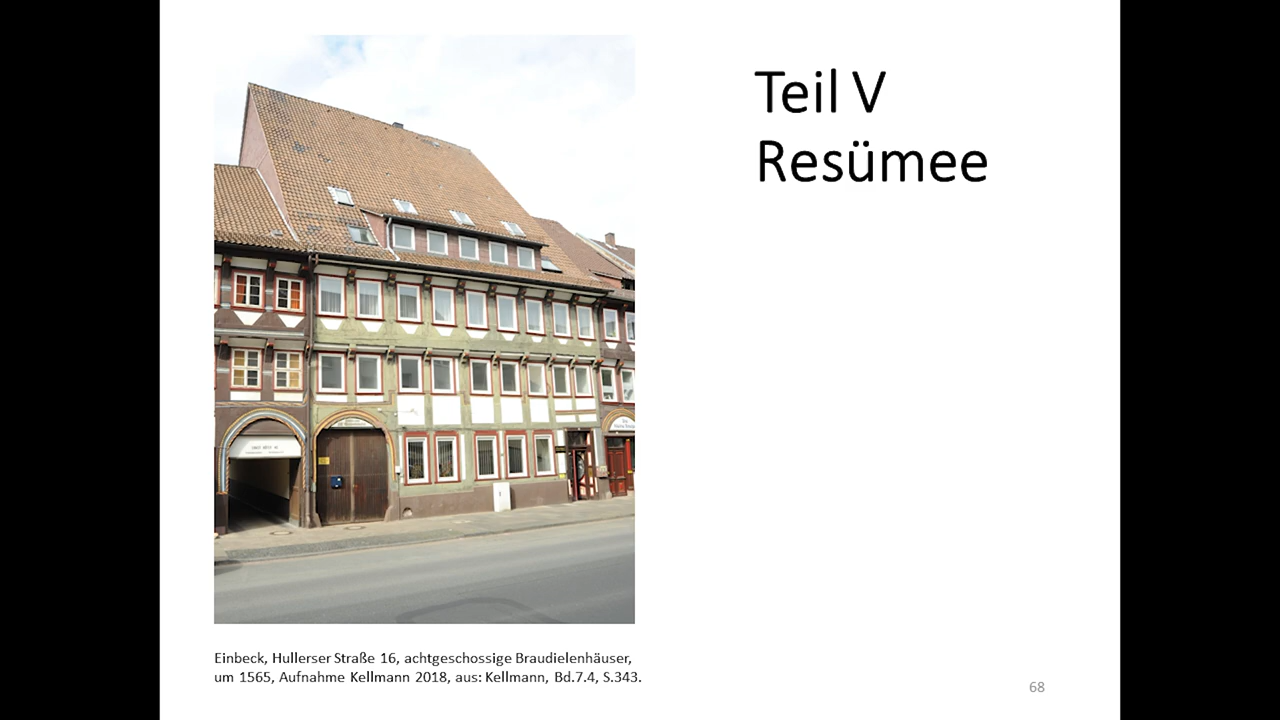 Teil V
Resümee
Einbeck, Hullerser Straße 16, achtgeschossige Braudielenhäuser,
um 1565, Aufnahme Kellmann 2018, aus: Kellmann, Bd.7.4, S.343.
68